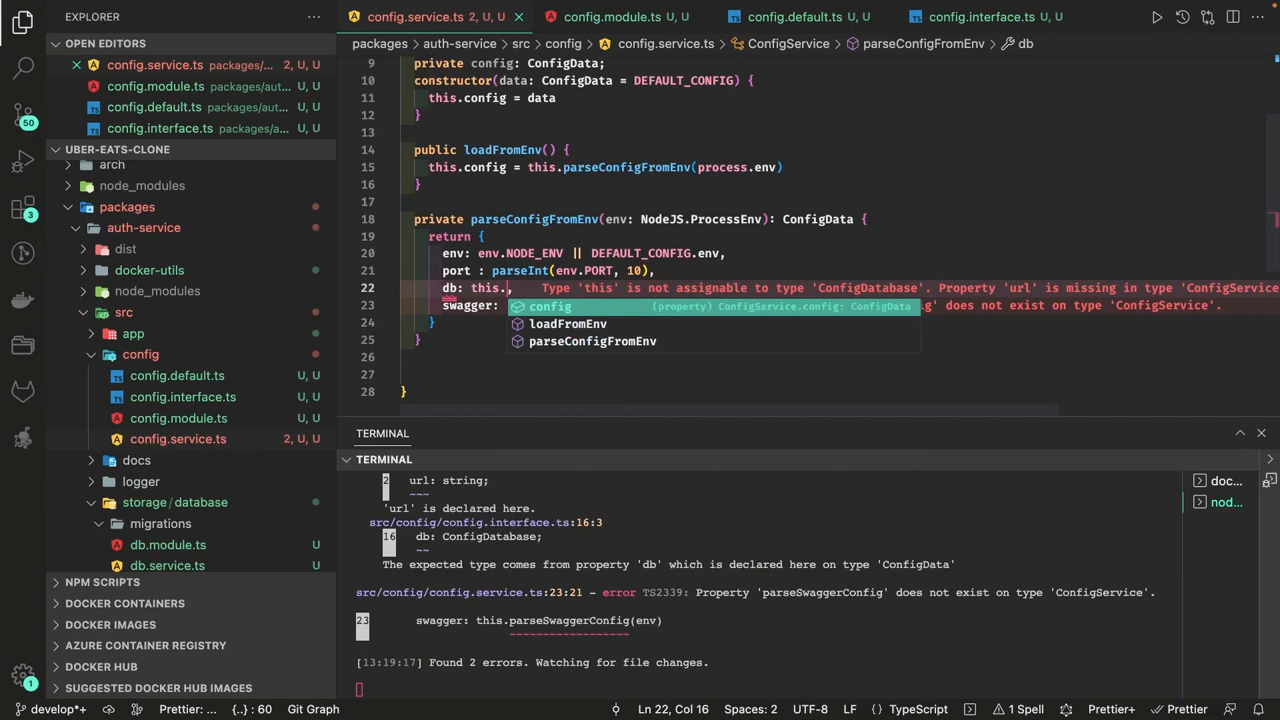 EXPLORER
config.service.ts 2, U, U
config.module.ts U, U
config.default.ts U, U
config.interface.ts U, U
OPEN EDITORS
config.service.ts packages/... 2, U, U
config.module.ts packages/aut...
config.default.ts packages/aut...
config.interface.ts packages/a...
UBER-EATS-CLONE
arch
node_modules
packages
auth-service
dist
docker-utils
node_modules
src
app
config
config.default.ts U, U
config.interface.ts U, U
config.module.ts U, U
config.service.ts 2, U, U
docs
logger
storage/database
migrations
db.module.ts U
db.service.ts U
NPM SCRIPTS
DOCKER CONTAINERS
DOCKER IMAGES
AZURE CONTAINER REGISTRY
DOCKER HUB
SUGGESTED DOCKER HUB IMAGES
50
3
1
packages > auth-service > src > config > config.service.ts > ConfigService > parseConfigFromEnv > db
9 private config: ConfigData;
10 constructor(data: ConfigData = DEFAULT_CONFIG) {
11 this.config = data
12 }
13
14 public loadFromEnv() {
15 this.config = this.parseConfigFromEnv(process.env)
16 }
17
18 private parseConfigFromEnv(env: NodeJS.ProcessEnv): ConfigData {
19 return {
20 env: env.NODE_ENV || DEFAULT_CONFIG.env,
21 port : parseInt(env.PORT, 10),
22 db: this., Type 'this' is not assignable to type 'ConfigDatabase'. Property 'url' is missing in type 'ConfigService
23 swagger: g' does not exist on type 'ConfigService'.
config (property) ConfigService.config: ConfigData
loadFromEnv
parseConfigFromEnv
24 }
25 }
26
27
28 }
TERMINAL
TERMINAL
2 url: string;
~~~
'url' is declared here.
src/config/config.interface.ts:16:3
16 db: ConfigDatabase;
~~
The expected type comes from property 'db' which is declared here on type 'ConfigData'
src/config/config.service.ts:23:21 - error TS2339: Property 'parseSwaggerConfig' does not exist on type 'ConfigService'.
23 swagger: this.parseSwaggerConfig(env)
~~~~~~~~~~~~~~~~~~
[13:19:17] Found 2 errors. Watching for file changes.
doc...
nod...
develop*+ Prettier: ... {..} : 60 Git Graph Ln 22, Col 16 Spaces: 2 UTF-8 LF TypeScript 1 Spell Prettier+ Prettier